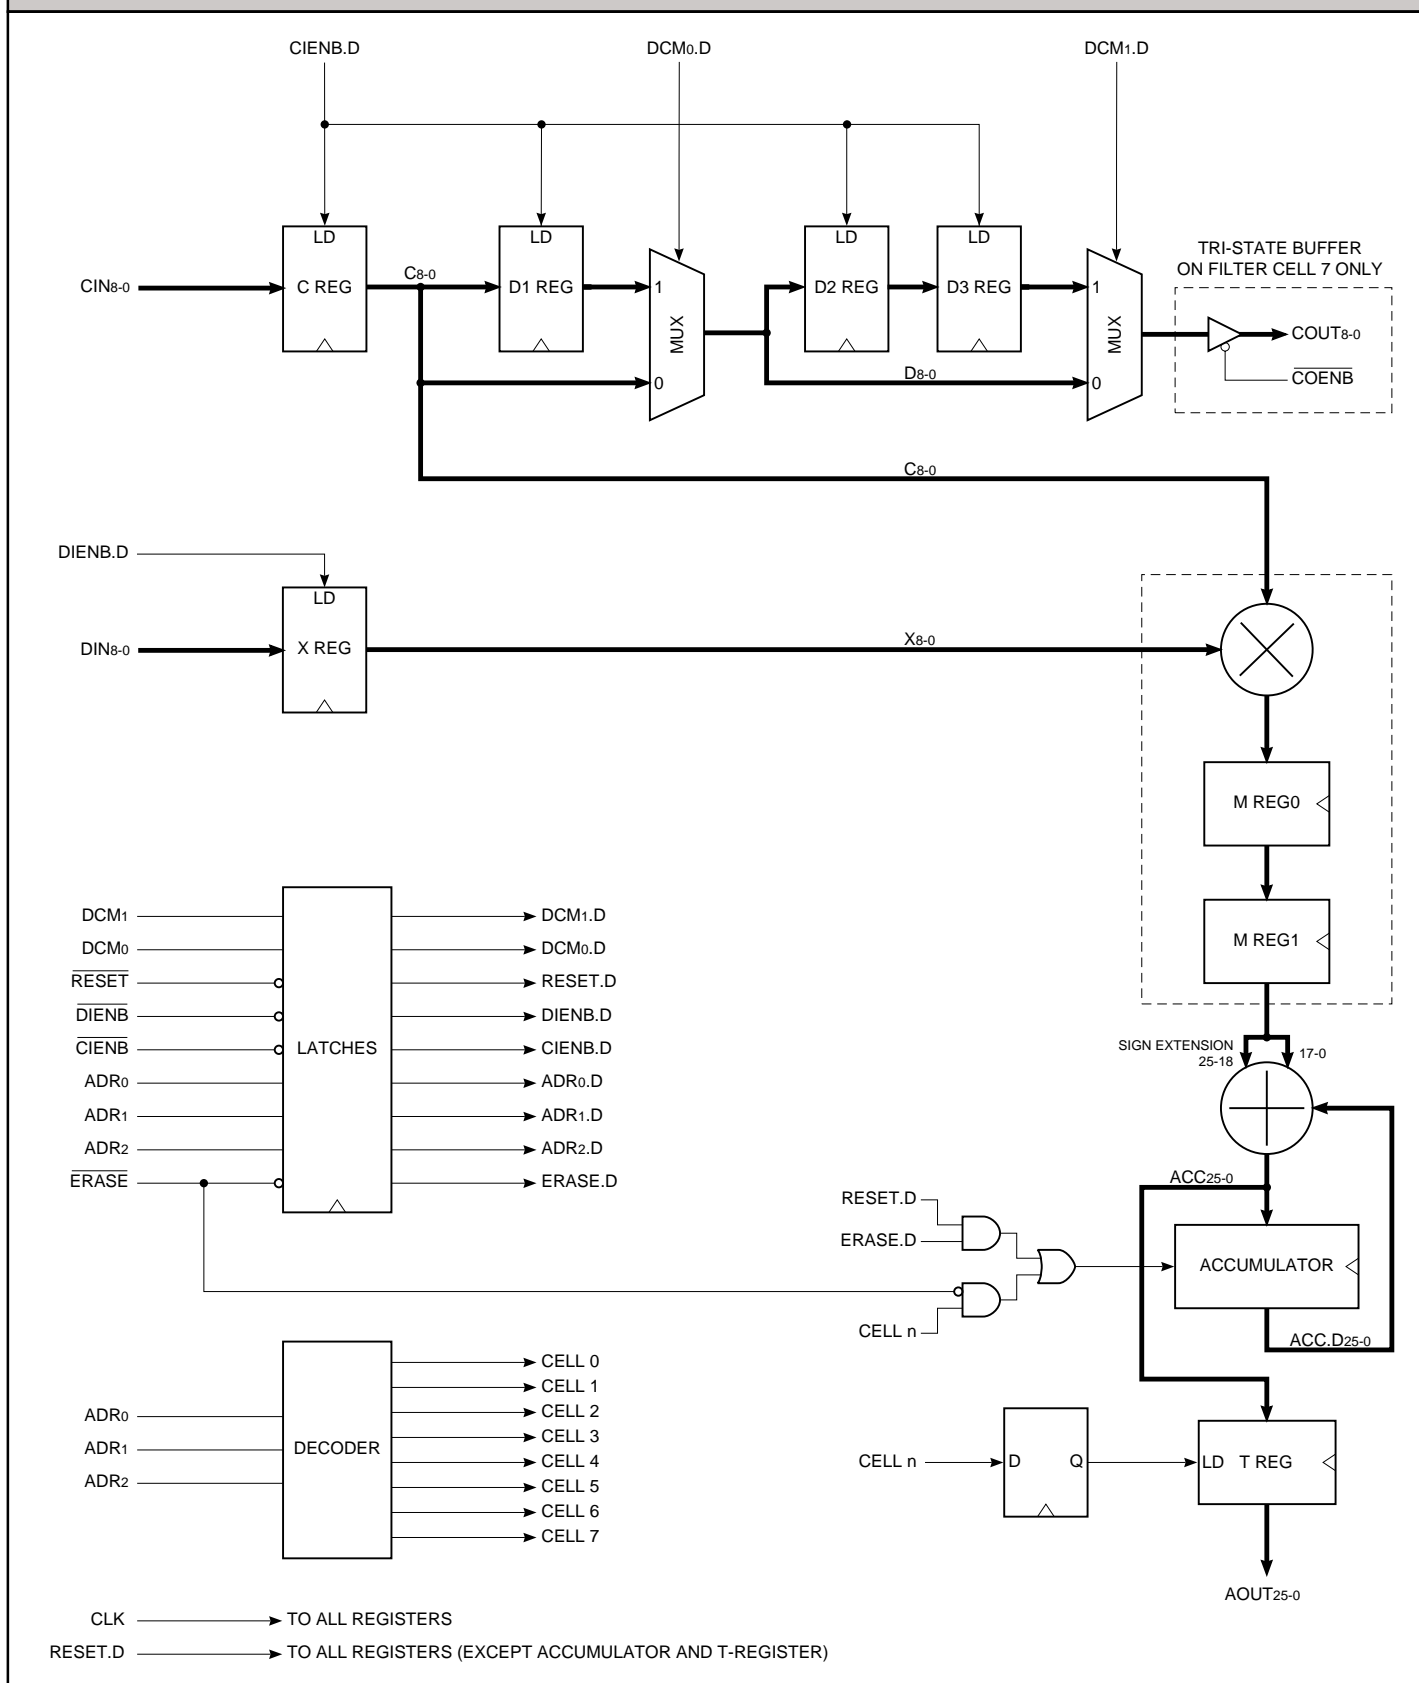 CIENB.D
DCM0.D
DCM1.D
LD
LD
LD
LD
TRI-STATE BUFFER
ON FILTER CELL 7 ONLY
CIN8-0
C REG
C8-0
D1 REG
1
MUX
0
D2 REG
D3 REG
1
MUX
0
COUT8-0
D8-0
COENB
C8-0
DIENB.D
LD
DIN8-0
X REG
X8-0
M REG0
M REG1
DCM1
DCM1.D
DCM0
DCM0.D
RESET
RESET.D
DIENB
DIENB.D
CIENB
LATCHES
CIENB.D
ADR0
ADR0.D
ADR1
ADR1.D
ADR2
ADR2.D
ERASE
ERASE.D
SIGN EXTENSION
25-18
17-0
ACC25-0
RESET.D
ERASE.D
ACCUMULATOR
CELL n
ACC.D25-0
CELL 0
CELL 1
CELL 2
CELL 3
CELL 4
CELL 5
CELL 6
CELL 7
ADR0
ADR1
ADR2
DECODER
CELL n
D
Q
LD
T REG
AOUT25-0
CLK
TO ALL REGISTERS
RESET.D
TO ALL REGISTERS (EXCEPT ACCUMULATOR AND T-REGISTER)